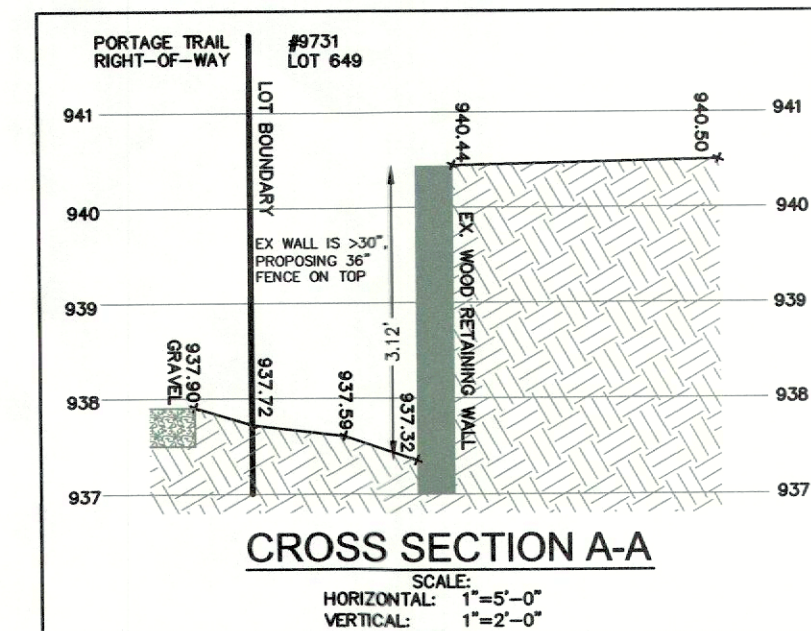 PORTAGE TRAIL
RIGHT-OF-WAY
#9731
LOT 649
941
941
940
940
939
939
938
938
937
937
LOT BOUNDARY
EX WALL IS >30",
PROPOSING 36"
FENCE ON TOP
3.12'
940.44
940.50
EX. WOOD RETAINING WALL
GRAVEL
937.90
937.72
937.59
937.32
CROSS SECTION A-A
SCALE:
HORIZONTAL: 1"=5'-0"
VERTICAL: 1"=2'-0"